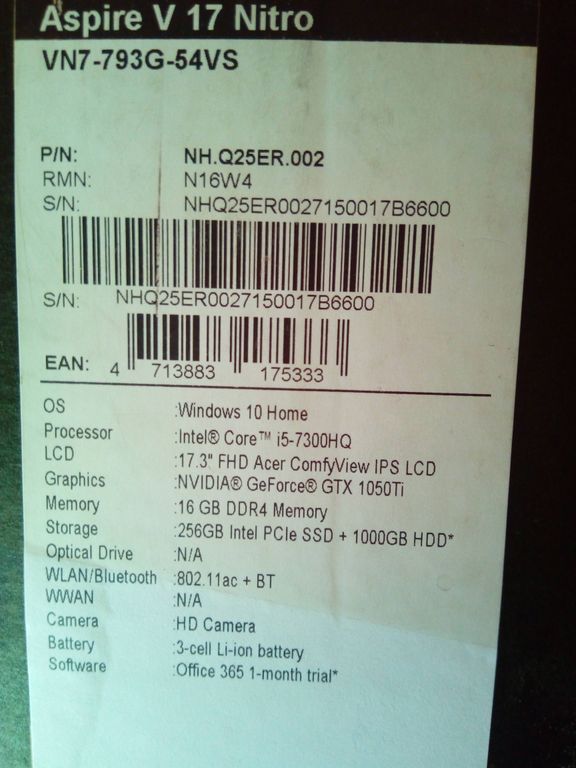 Aspire V 17 Nitro
VN7-793G-54VS
P/N: NH.Q25ER.002
RMN: N16W4
S/N: NHQ25ER0027150017B6600
S/N: NHQ25ER0027150017B6600
EAN: 4 713883 175333
OS :Windows 10 Home
Processor :Intel® Core™ i5-7300HQ
LCD :17.3" FHD Acer ComfyView IPS LCD
Graphics :NVIDIA® GeForce® GTX 1050Ti
Memory :16 GB DDR4 Memory
Storage :256GB Intel PCIe SSD + 1000GB HDD*
Optical Drive :N/A
WLAN/Bluetooth :802.11ac + BT
WWAN :N/A
Camera :HD Camera
Battery :3-cell Li-ion battery
Software :Office 365 1-month trial*